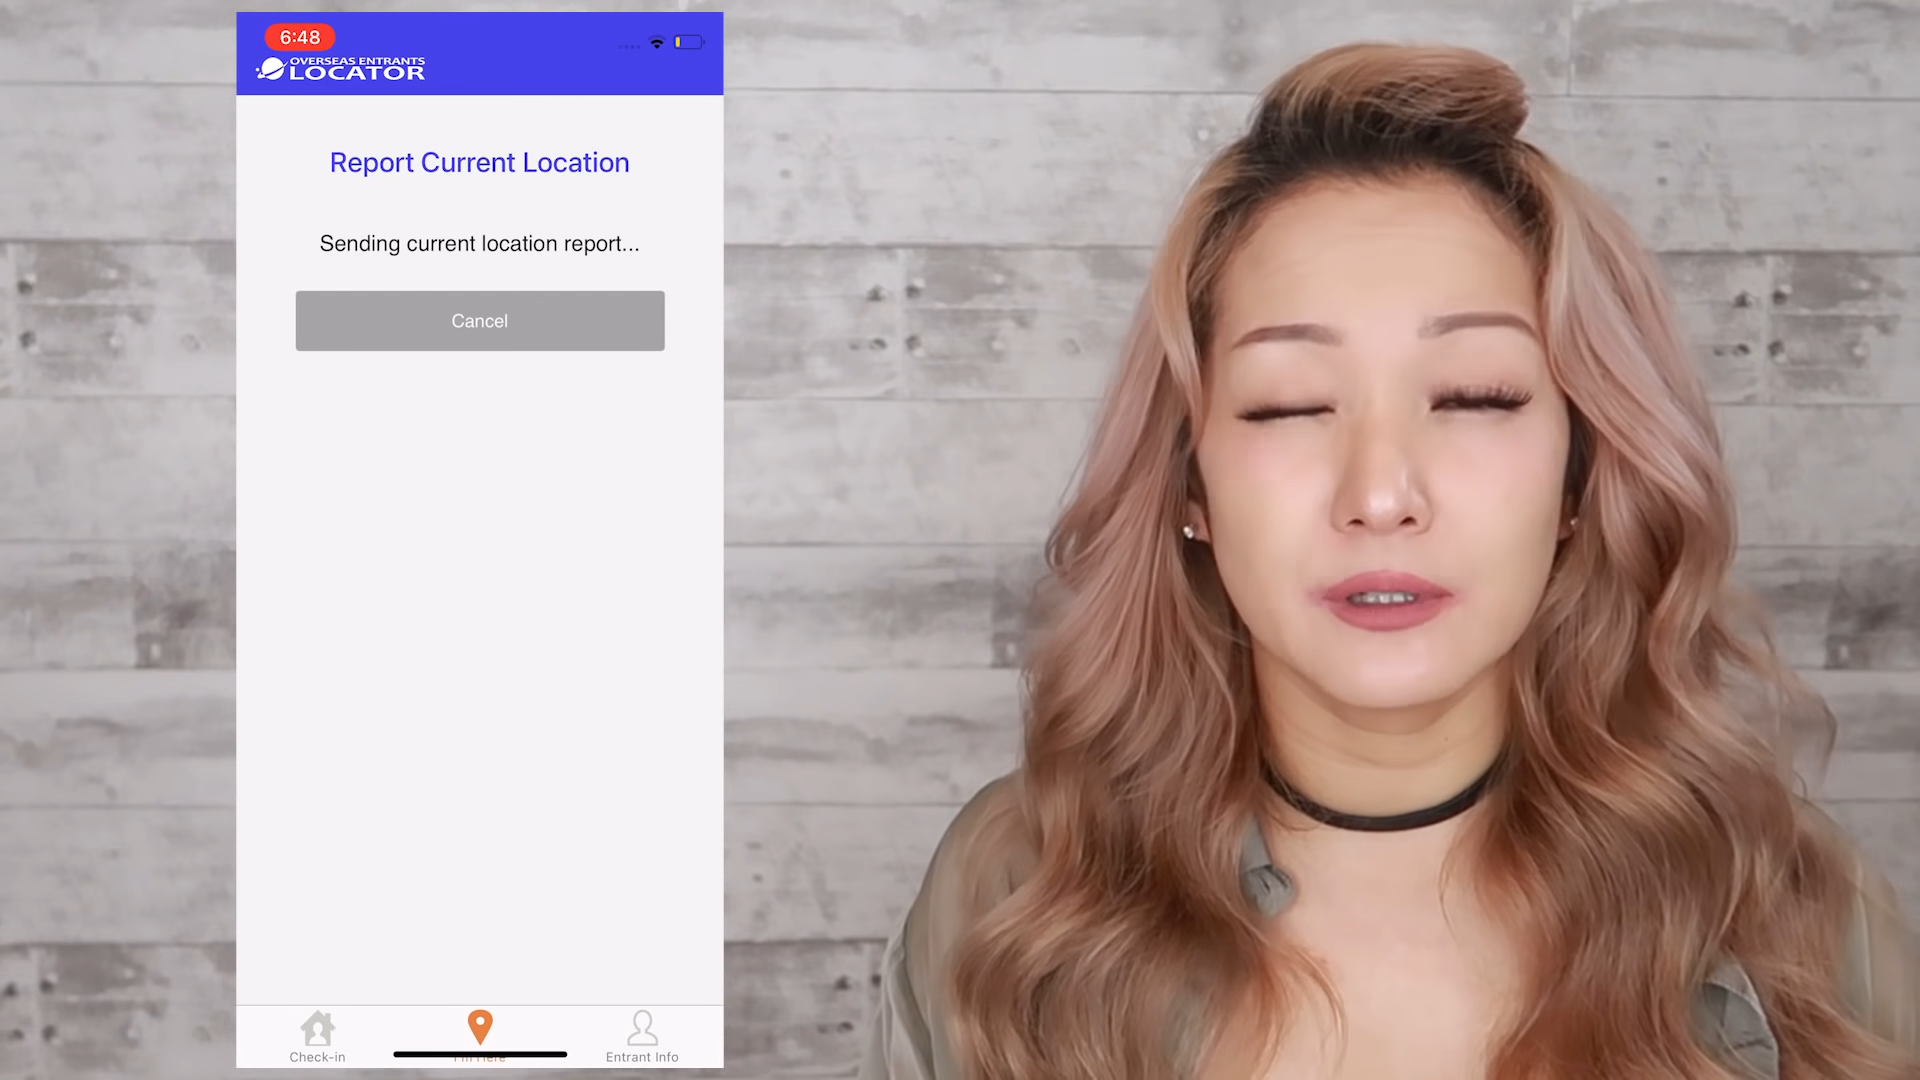 6:48
OVERSEAS ENTRANTS
LOCATOR
Report Current Location
Sending current location report...
Cancel
Check-in
Entrant Info